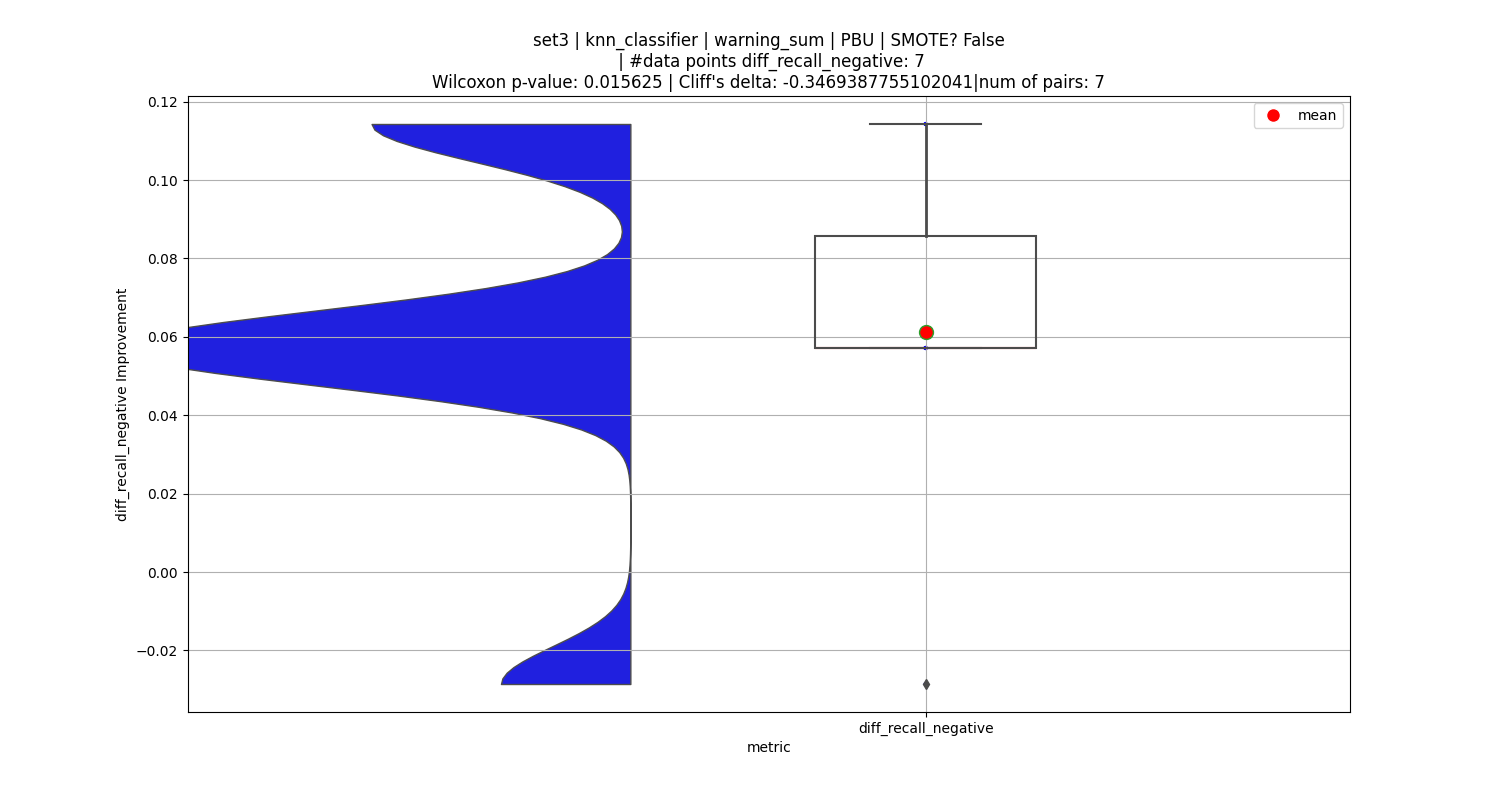 set3 | knn_classifier | warning_sum | PBU | SMOTE? False
| #data points diff_recall_negative: 7
Wilcoxon p-value: 0.015625 | Cliff's delta: -0.3469387755102041|num of pairs: 7
mean
0.12
0.10
0.08
0.06
0.04
0.02
0.00
−0.02
diff_recall_negative Improvement
diff_recall_negative
metric